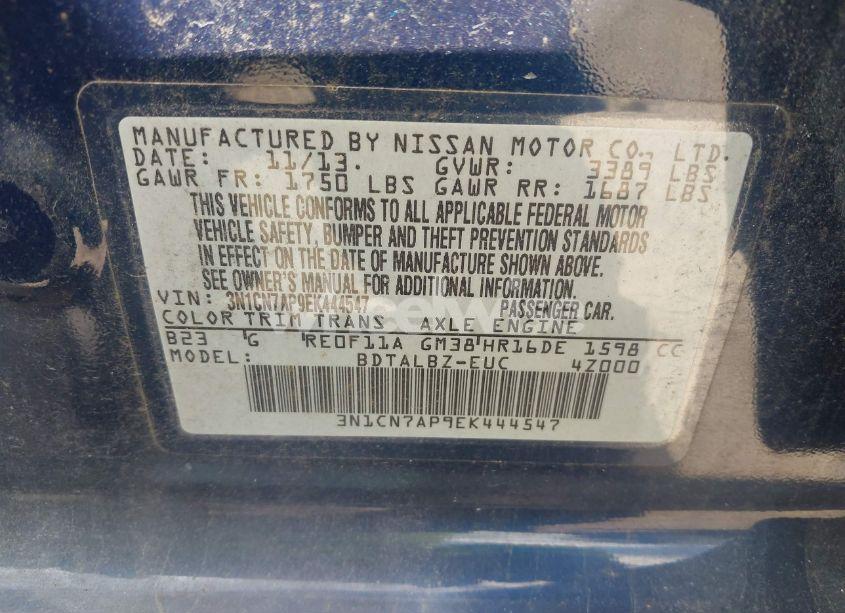 MANUFACTURED BY NISSAN MOTOR CO., LTD.
DATE: 11/13. GVWR: 3389 LBS
GAWR FR: 1750 LBS GAWR RR: 1687 LBS
THIS VEHICLE CONFORMS TO ALL APPLICABLE FEDERAL MOTOR
VEHICLE SAFETY, BUMPER AND THEFT PREVENTION STANDARDS
IN EFFECT ON THE DATE OF MANUFACTURE SHOWN ABOVE.
SEE OWNER'S MANUAL FOR ADDITIONAL INFORMATION.
VIN: 3N1CN7AP9EK444547 PASSENGER CAR.
COLOR TRIM TRANS AXLE ENGINE
B23 G RE0F11A GM38 HR16DE 1598 CC
MODEL: BDTALBZ-EUC 4Z000
3N1CN7AP9EK444547